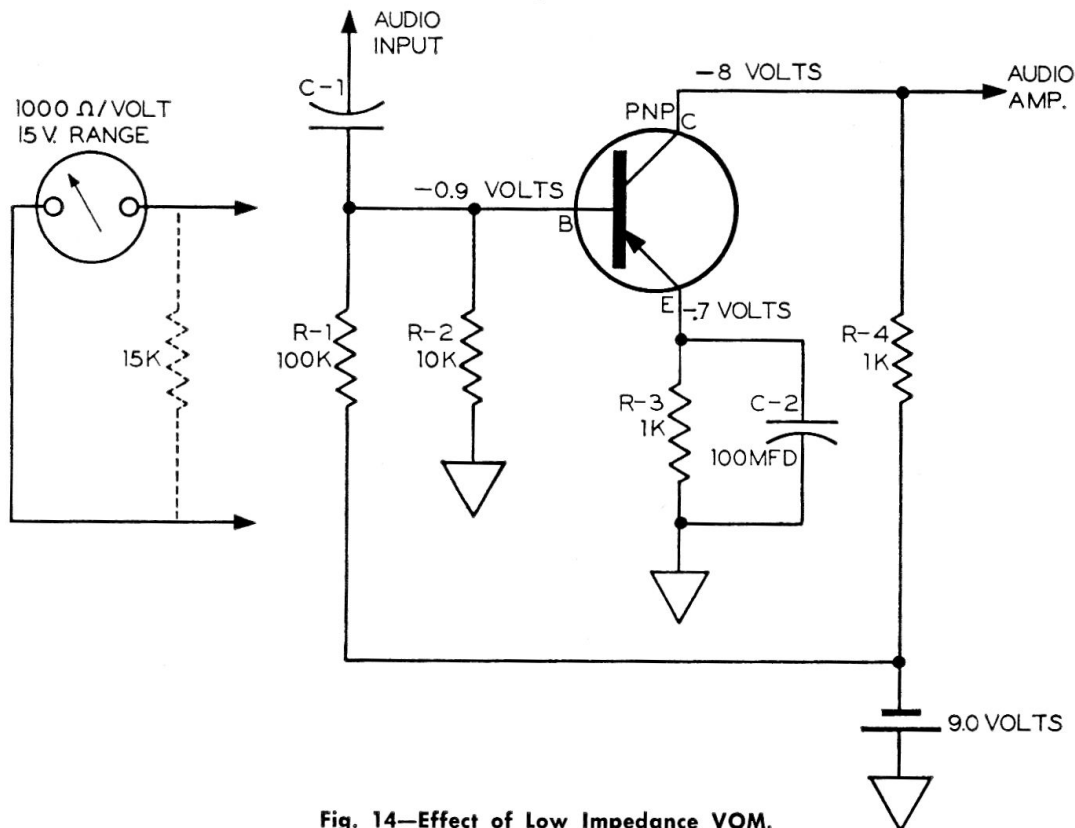 AUDIO
INPUT
C-1
1000 Ω/VOLT
15 V. RANGE
15K
-0.9 VOLTS
B
PNP
C
-8 VOLTS
AUDIO
AMP.
E
-.7 VOLTS
R-1
100K
R-2
10K
R-3
1K
C-2
100MFD
R-4
1K
9.0 VOLTS
Fig. 14—Effect of Low Impedance VOM.